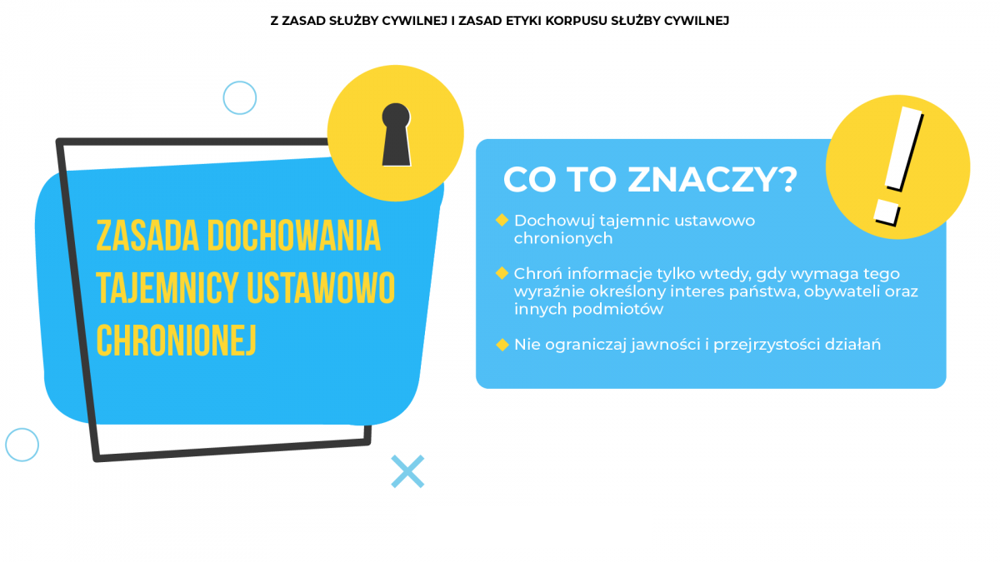 Z ZASAD SŁUŻBY CYWILNEJ I ZASAD ETYKI KORPUSU SŁUŻBY CYWILNEJ
ZASADA DOCHOWANIA
TAJEMNICY USTAWOWO
CHRONIONEJ
CO TO ZNACZY?
Dochowuj tajemnic ustawowo
chronionych
Chroń informacje tylko wtedy, gdy wymaga tego
wyraźnie określony interes państwa, obywateli oraz
innych podmiotów
Nie ograniczaj jawności i przejrzystości działań